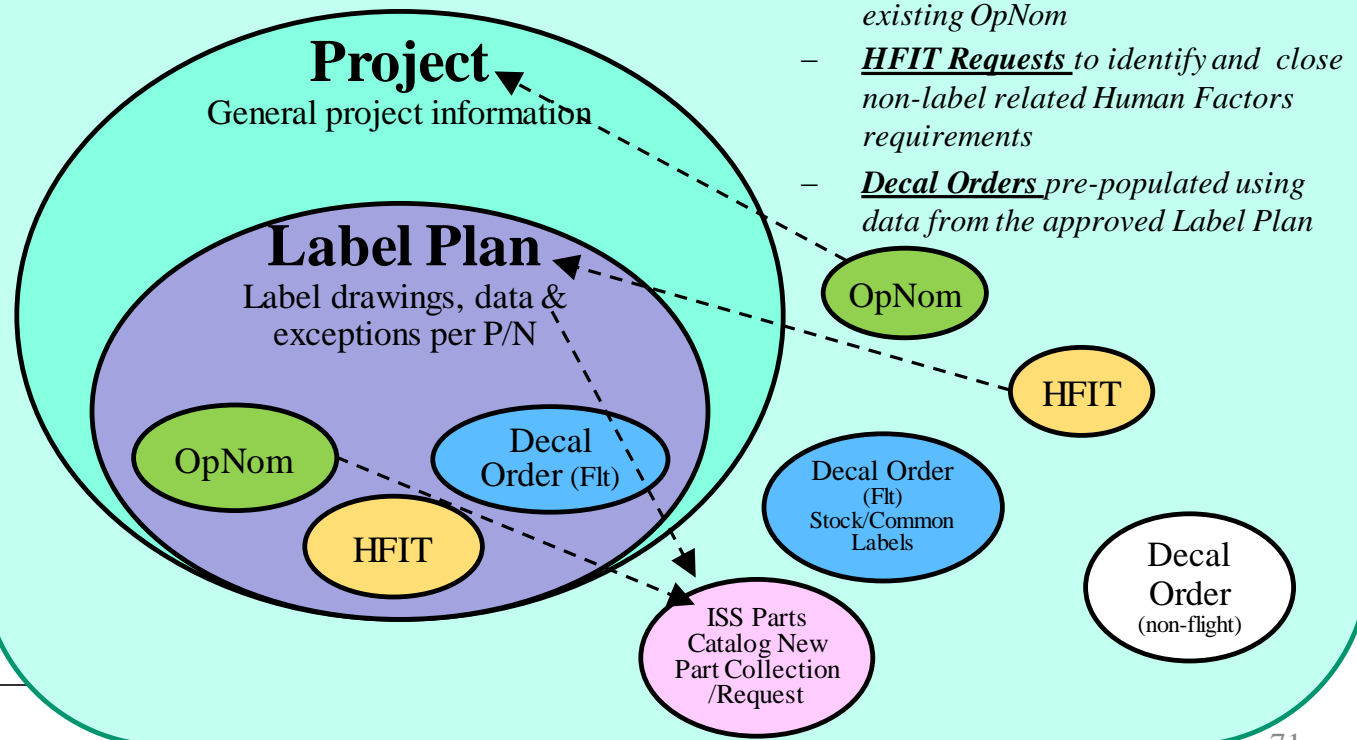 existing OpNom
– HFIT Requests to identify and close
non-label related Human Factors
requirements
– Decal Orders pre-populated using
data from the approved Label Plan
Project
General project information
Label Plan
Label drawings, data &
exceptions per P/N
OpNom
HFIT
Decal
Order (Flt)
OpNom
HFIT
Decal Order
(Flt)
Stock/Common
Labels
Decal
Order
(non-flight)
ISS Parts
Catalog New
Part Collection
/Request
71